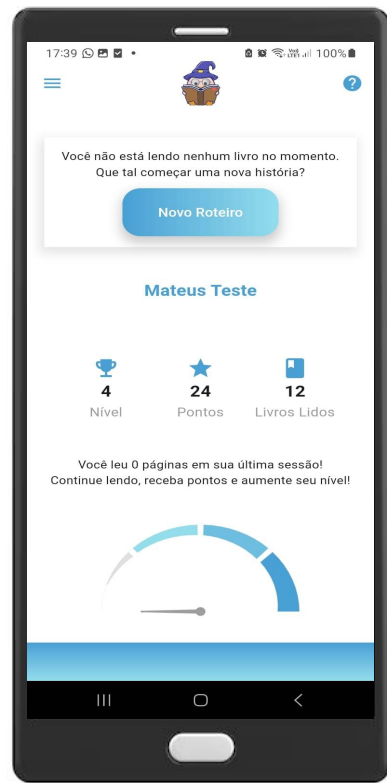 17:39
100%
?
Você não está lendo nenhum livro no momento.
Que tal começar uma nova história?
Novo Roteiro
Mateus Teste
4
24
12
Nível
Pontos
Livros Lidos
Você leu 0 páginas em sua última sessão!
Continue lendo, receba pontos e aumente seu nível!